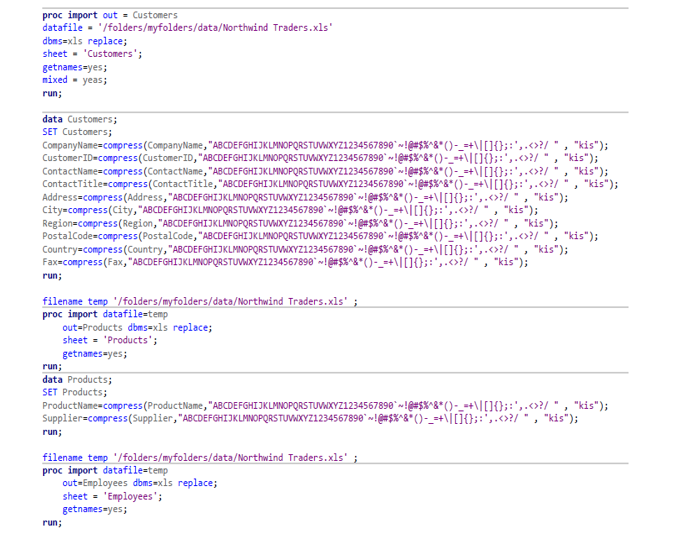 proc import out = Customers
datafile = '/folders/myfolders/data/Northwind Traders.xls'
dbms=xls replace;
sheet = 'Customers';
getnames=yes;
mixed = yeas;
run;
data Customers;
SET Customers;
CompanyName=compress(CompanyName,"ABCDEFGHIJKLMNOPQRSTUVWXYZ1234567890`~!@#$%^&*()-_=+\|[]{};:',.<>?/ " , "kis");
CustomerID=compress(CustomerID,"ABCDEFGHIJKLMNOPQRSTUVWXYZ1234567890`~!@#$%^&*()-_=+\|[]{};:',.<>?/ " , "kis");
ContactName=compress(ContactName,"ABCDEFGHIJKLMNOPQRSTUVWXYZ1234567890`~!@#$%^&*()-_=+\|[]{};:',.<>?/ " , "kis");
ContactTitle=compress(ContactTitle,"ABCDEFGHIJKLMNOPQRSTUVWXYZ1234567890`~!@#$%^&*()-_=+\|[]{};:',.<>?/ " , "kis");
Address=compress(Address,"ABCDEFGHIJKLMNOPQRSTUVWXYZ1234567890`~!@#$%^&*()-_=+\|[]{};:',.<>?/ " , "kis");
City=compress(City,"ABCDEFGHIJKLMNOPQRSTUVWXYZ1234567890`~!@#$%^&*()-_=+\|[]{};:',.<>?/ " , "kis");
Region=compress(Region,"ABCDEFGHIJKLMNOPQRSTUVWXYZ1234567890`~!@#$%^&*()-_=+\|[]{};:',.<>?/ " , "kis");
PostalCode=compress(PostalCode,"ABCDEFGHIJKLMNOPQRSTUVWXYZ1234567890`~!@#$%^&*()-_=+\|[]{};:',.<>?/ " , "kis");
Country=compress(Country,"ABCDEFGHIJKLMNOPQRSTUVWXYZ1234567890`~!@#$%^&*()-_=+\|[]{};:',.<>?/ " , "kis");
Fax=compress(Fax,"ABCDEFGHIJKLMNOPQRSTUVWXYZ1234567890`~!@#$%^&*()-_=+\|[]{};:',.<>?/ " , "kis");
run;
filename temp '/folders/myfolders/data/Northwind Traders.xls' ;
proc import datafile=temp
out=Products dbms=xls replace;
sheet = 'Products';
getnames=yes;
run;
data Products;
SET Products;
ProductName=compress(ProductName,"ABCDEFGHIJKLMNOPQRSTUVWXYZ1234567890`~!@#$%^&*()-_=+\|[]{};:',.<>?/ " , "kis");
Supplier=compress(Supplier,"ABCDEFGHIJKLMNOPQRSTUVWXYZ1234567890`~!@#$%^&*()-_=+\|[]{};:',.<>?/ " , "kis");
run;
filename temp '/folders/myfolders/data/Northwind Traders.xls' ;
proc import datafile=temp
out=Employees dbms=xls replace;
sheet = 'Employees';
getnames=yes;
run;